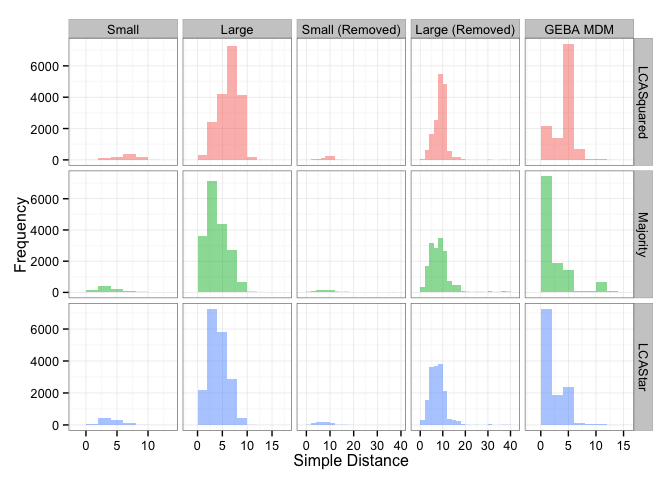 Small Large Small (Removed) Large (Removed) GEBA MDM
6000
4000
2000
0
LCASquared
6000
4000
2000
0
Majority
Frequency
6000
4000
2000
0
LCAStar
0 5 10 0 5 10 15 0 10 20 30 40 0 10 20 30 40 0 5 10 15
Simple Distance